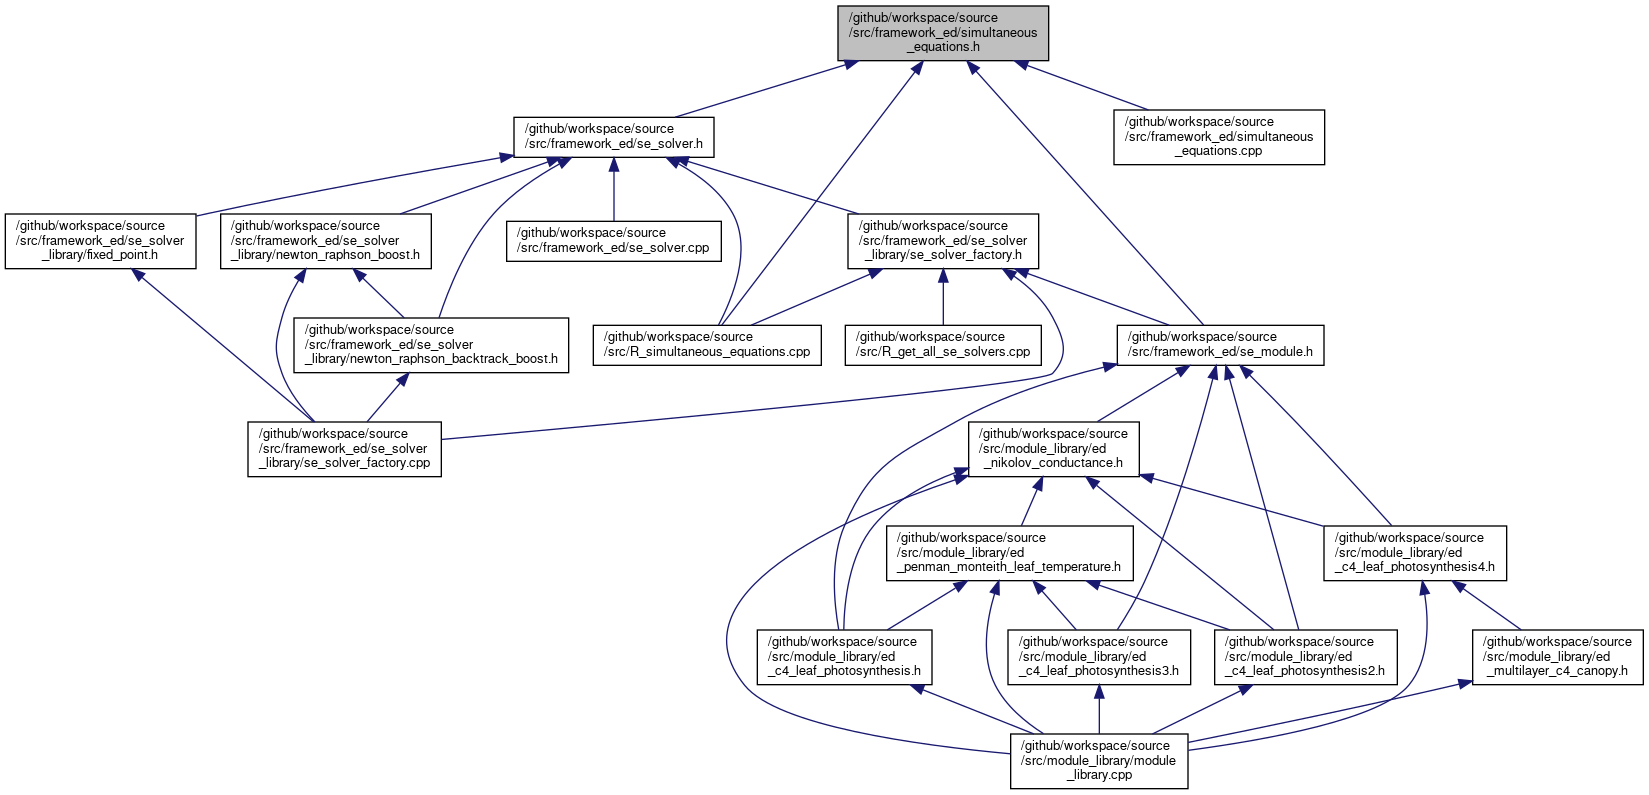 /github/workspace/source
/src/framework_ed/simultaneous
_equations.h
/github/workspace/source
/src/framework_ed/se_solver.h
/github/workspace/source
/src/framework_ed/simultaneous
_equations.cpp
/github/workspace/source
/src/framework_ed/se_solver
_library/fixed_point.h
/github/workspace/source
/src/framework_ed/se_solver
_library/newton_raphson_boost.h
/github/workspace/source
/src/framework_ed/se_solver.cpp
/github/workspace/source
/src/framework_ed/se_solver
_library/se_solver_factory.h
/github/workspace/source
/src/framework_ed/se_solver
_library/newton_raphson_backtrack_boost.h
/github/workspace/source
/src/R_simultaneous_equations.cpp
/github/workspace/source
/src/R_get_all_se_solvers.cpp
/github/workspace/source
/src/framework_ed/se_module.h
/github/workspace/source
/src/framework_ed/se_solver
_library/se_solver_factory.cpp
/github/workspace/source
/src/module_library/ed
_nikolov_conductance.h
/github/workspace/source
/src/module_library/ed
_penman_monteith_leaf_temperature.h
/github/workspace/source
/src/module_library/ed
_c4_leaf_photosynthesis4.h
/github/workspace/source
/src/module_library/ed
_c4_leaf_photosynthesis.h
/github/workspace/source
/src/module_library/ed
_c4_leaf_photosynthesis3.h
/github/workspace/source
/src/module_library/ed
_c4_leaf_photosynthesis2.h
/github/workspace/source
/src/module_library/ed
_multilayer_c4_canopy.h
/github/workspace/source
/src/module_library/module
_library.cpp